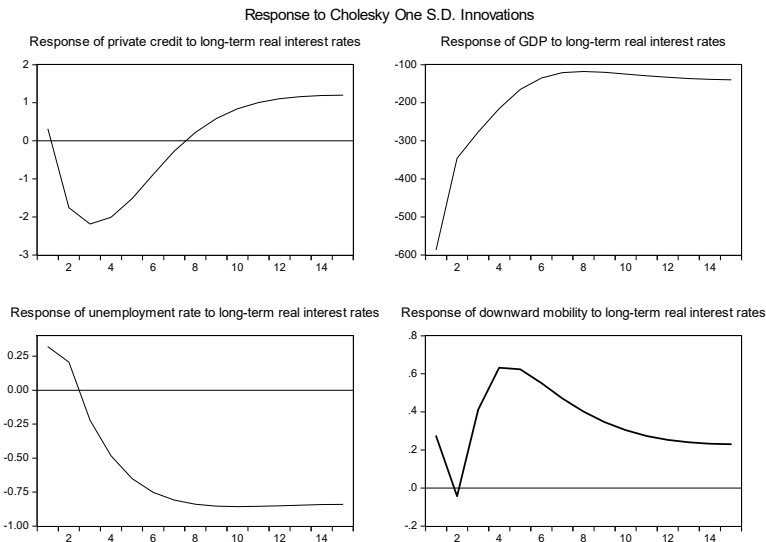 Response to Cholesky One S.D. Innovations
Response of private credit to long-term real interest rates
2
1
0
-1
-2
-3
2 4 6 8 10 12 14
Response of GDP to long-term real interest rates
-100
-200
-300
-400
-500
-600
2 4 6 8 10 12 14
Response of unemployment rate to long-term real interest rates
0.25
0.00
-0.25
-0.50
-0.75
-1.00
2 4 6 8 10 12 14
Response of downward mobility to long-term real interest rates
.8
.6
.4
.2
.0
-.2
2 4 6 8 10 12 14